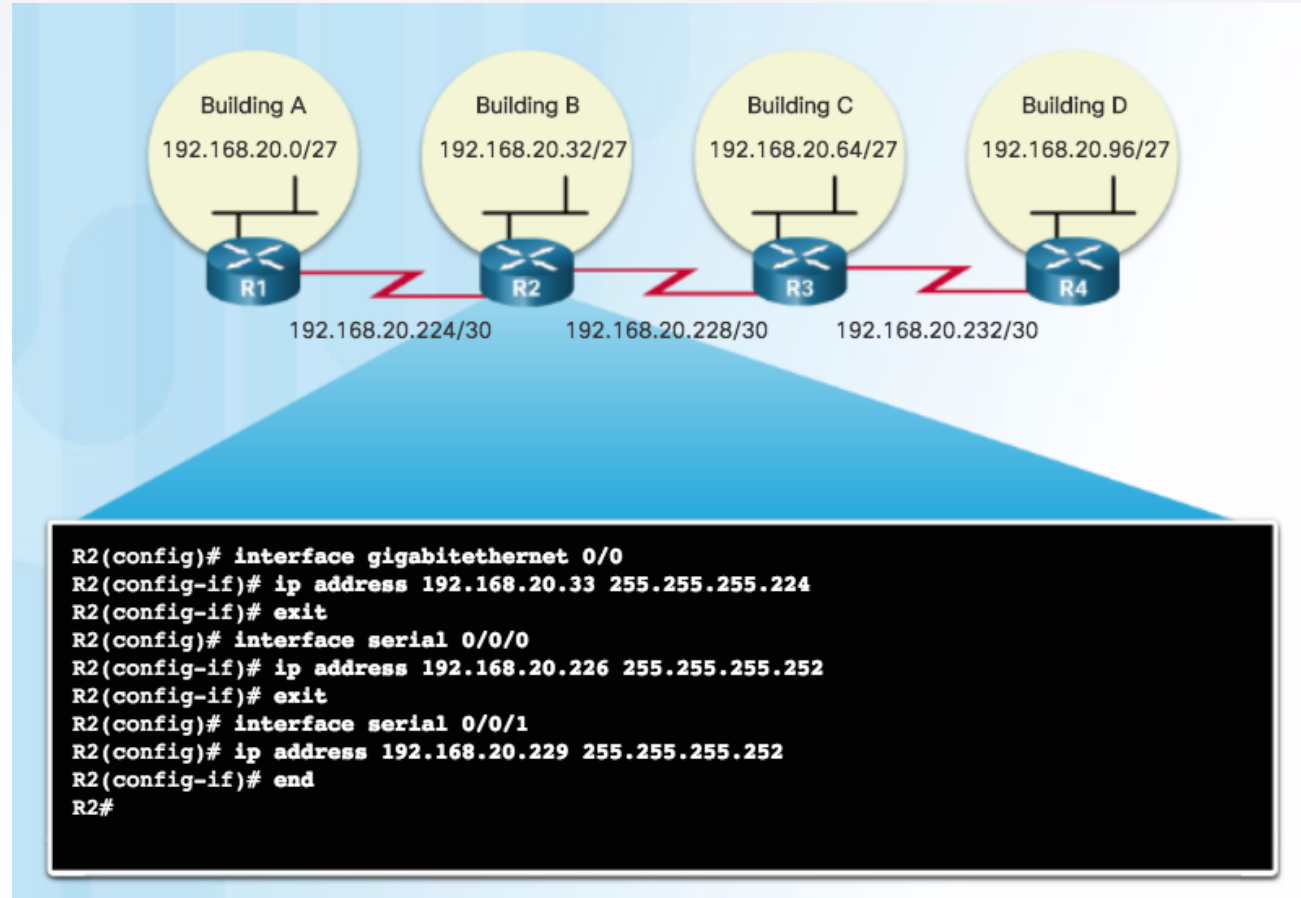 Building A
Building B
Building C
Building D
192.168.20.0/27
192.168.20.32/27
192.168.20.64/27
192.168.20.96/27
R1
R2
R3
R4
192.168.20.224/30
192.168.20.228/30
192.168.20.232/30
R2(config)# interface gigabitethernet 0/0
R2(config-if)# ip address 192.168.20.33 255.255.255.224
R2(config-if)# exit
R2(config)# interface serial 0/0/0
R2(config-if)# ip address 192.168.20.226 255.255.255.252
R2(config-if)# exit
R2(config)# interface serial 0/0/1
R2(config)# ip address 192.168.20.229 255.255.255.252
R2(config-if)# end
R2#